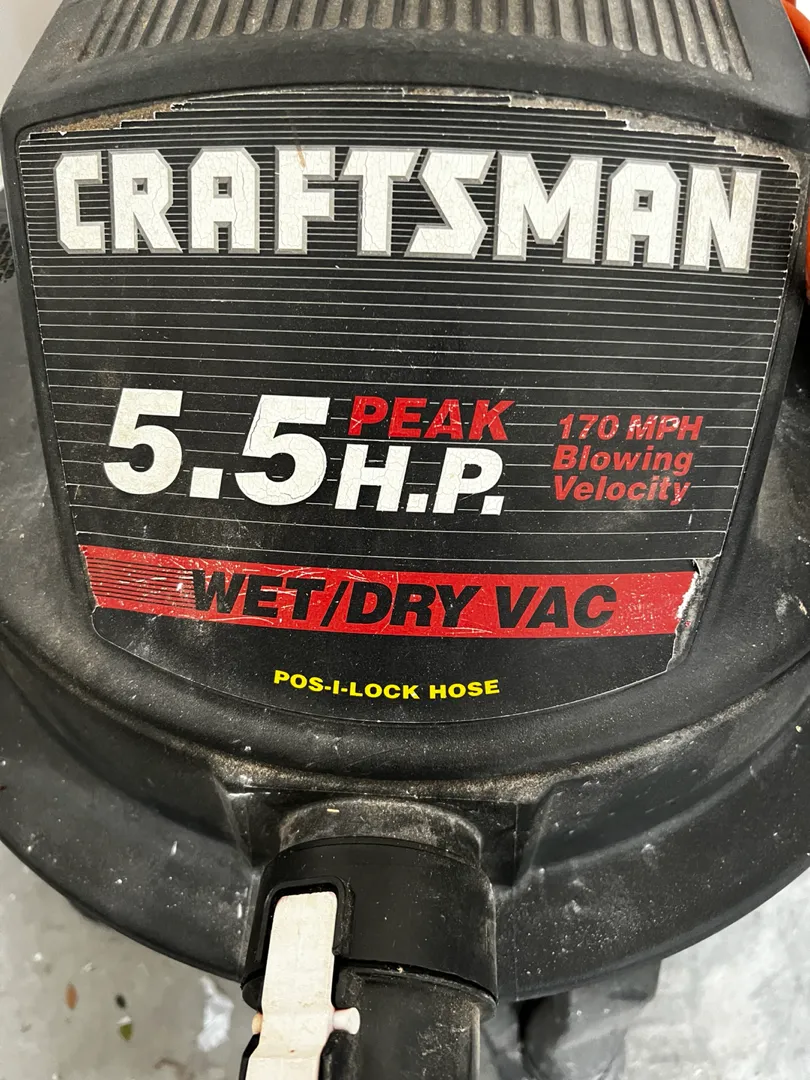 CRAFTSMAN
5.5 PEAK H.P.
170 MPH
Blowing
Velocity
WET/DRY VAC
POS-I-LOCK HOSE